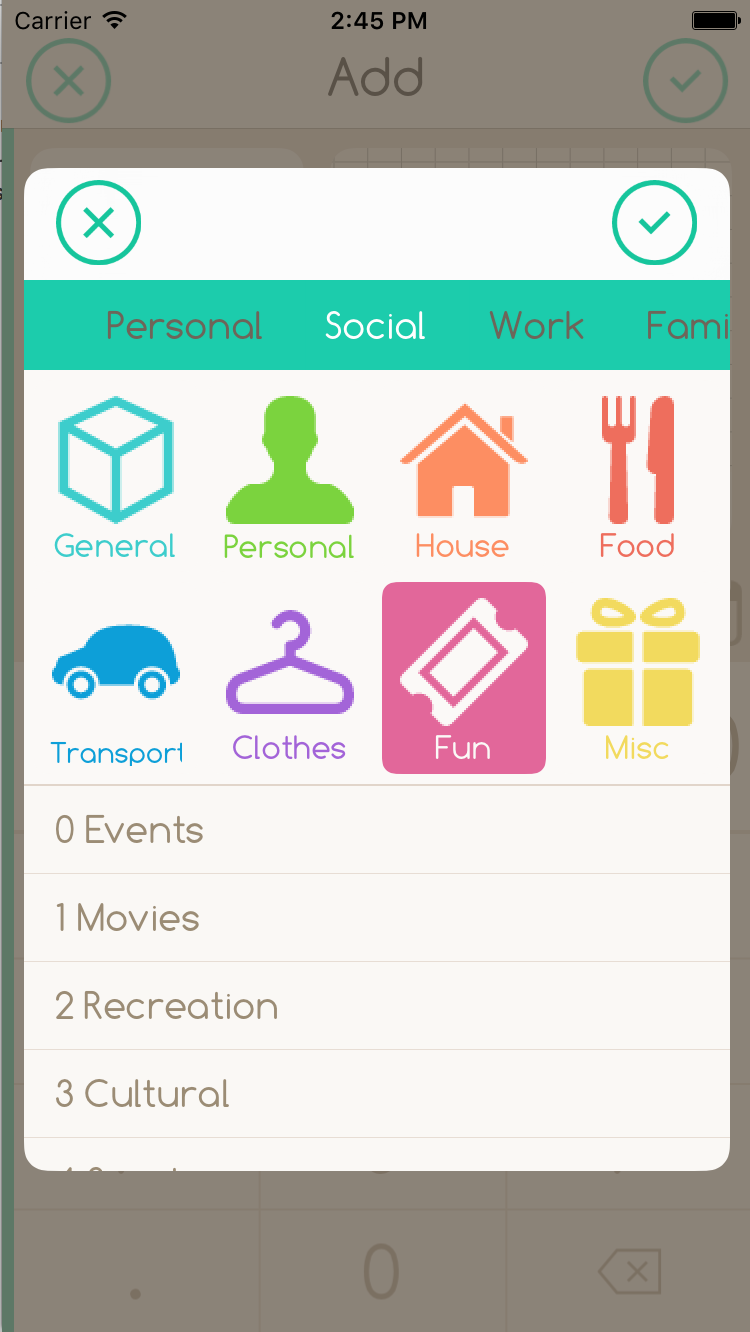 Carrier 2:45 PM
Add
Personal Social Work Fami
General Personal House Food
Transport Clothes Fun Misc
0 Events
1 Movies
2 Recreation
3 Cultural
. 0